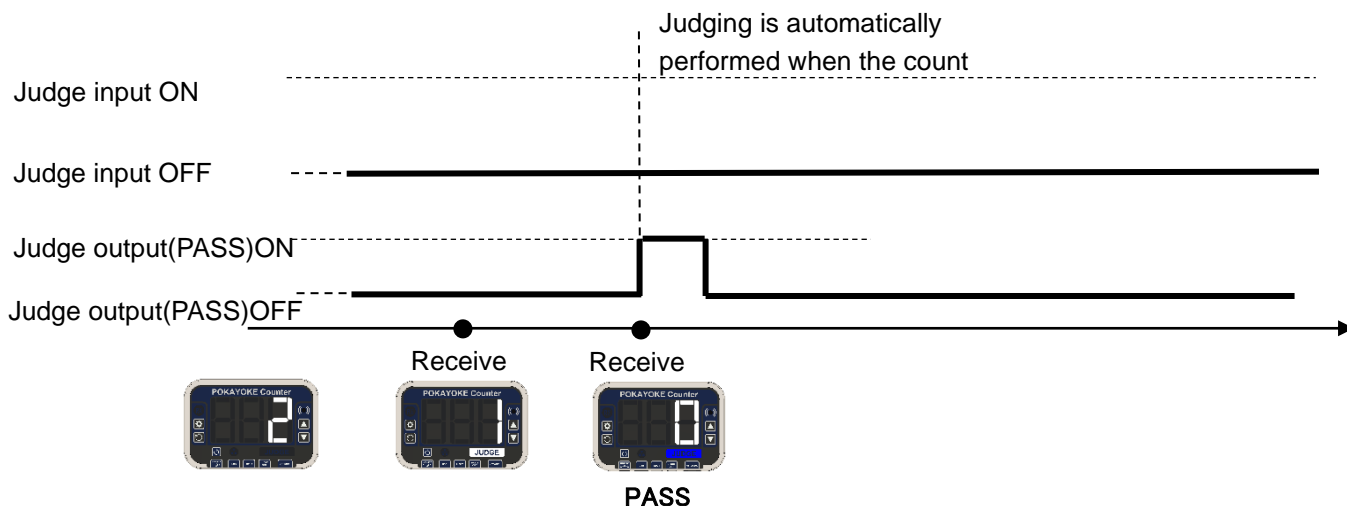 Judging is automatically
performed when the count
Judge input ON
Judge input OFF
Judge output(PASS)ON
Judge output(PASS)OFF
Receive
Receive
POKAYOKE Counter
2
POKAYOKE Counter
1
JUDGE
POKAYOKE Counter
0
PASS